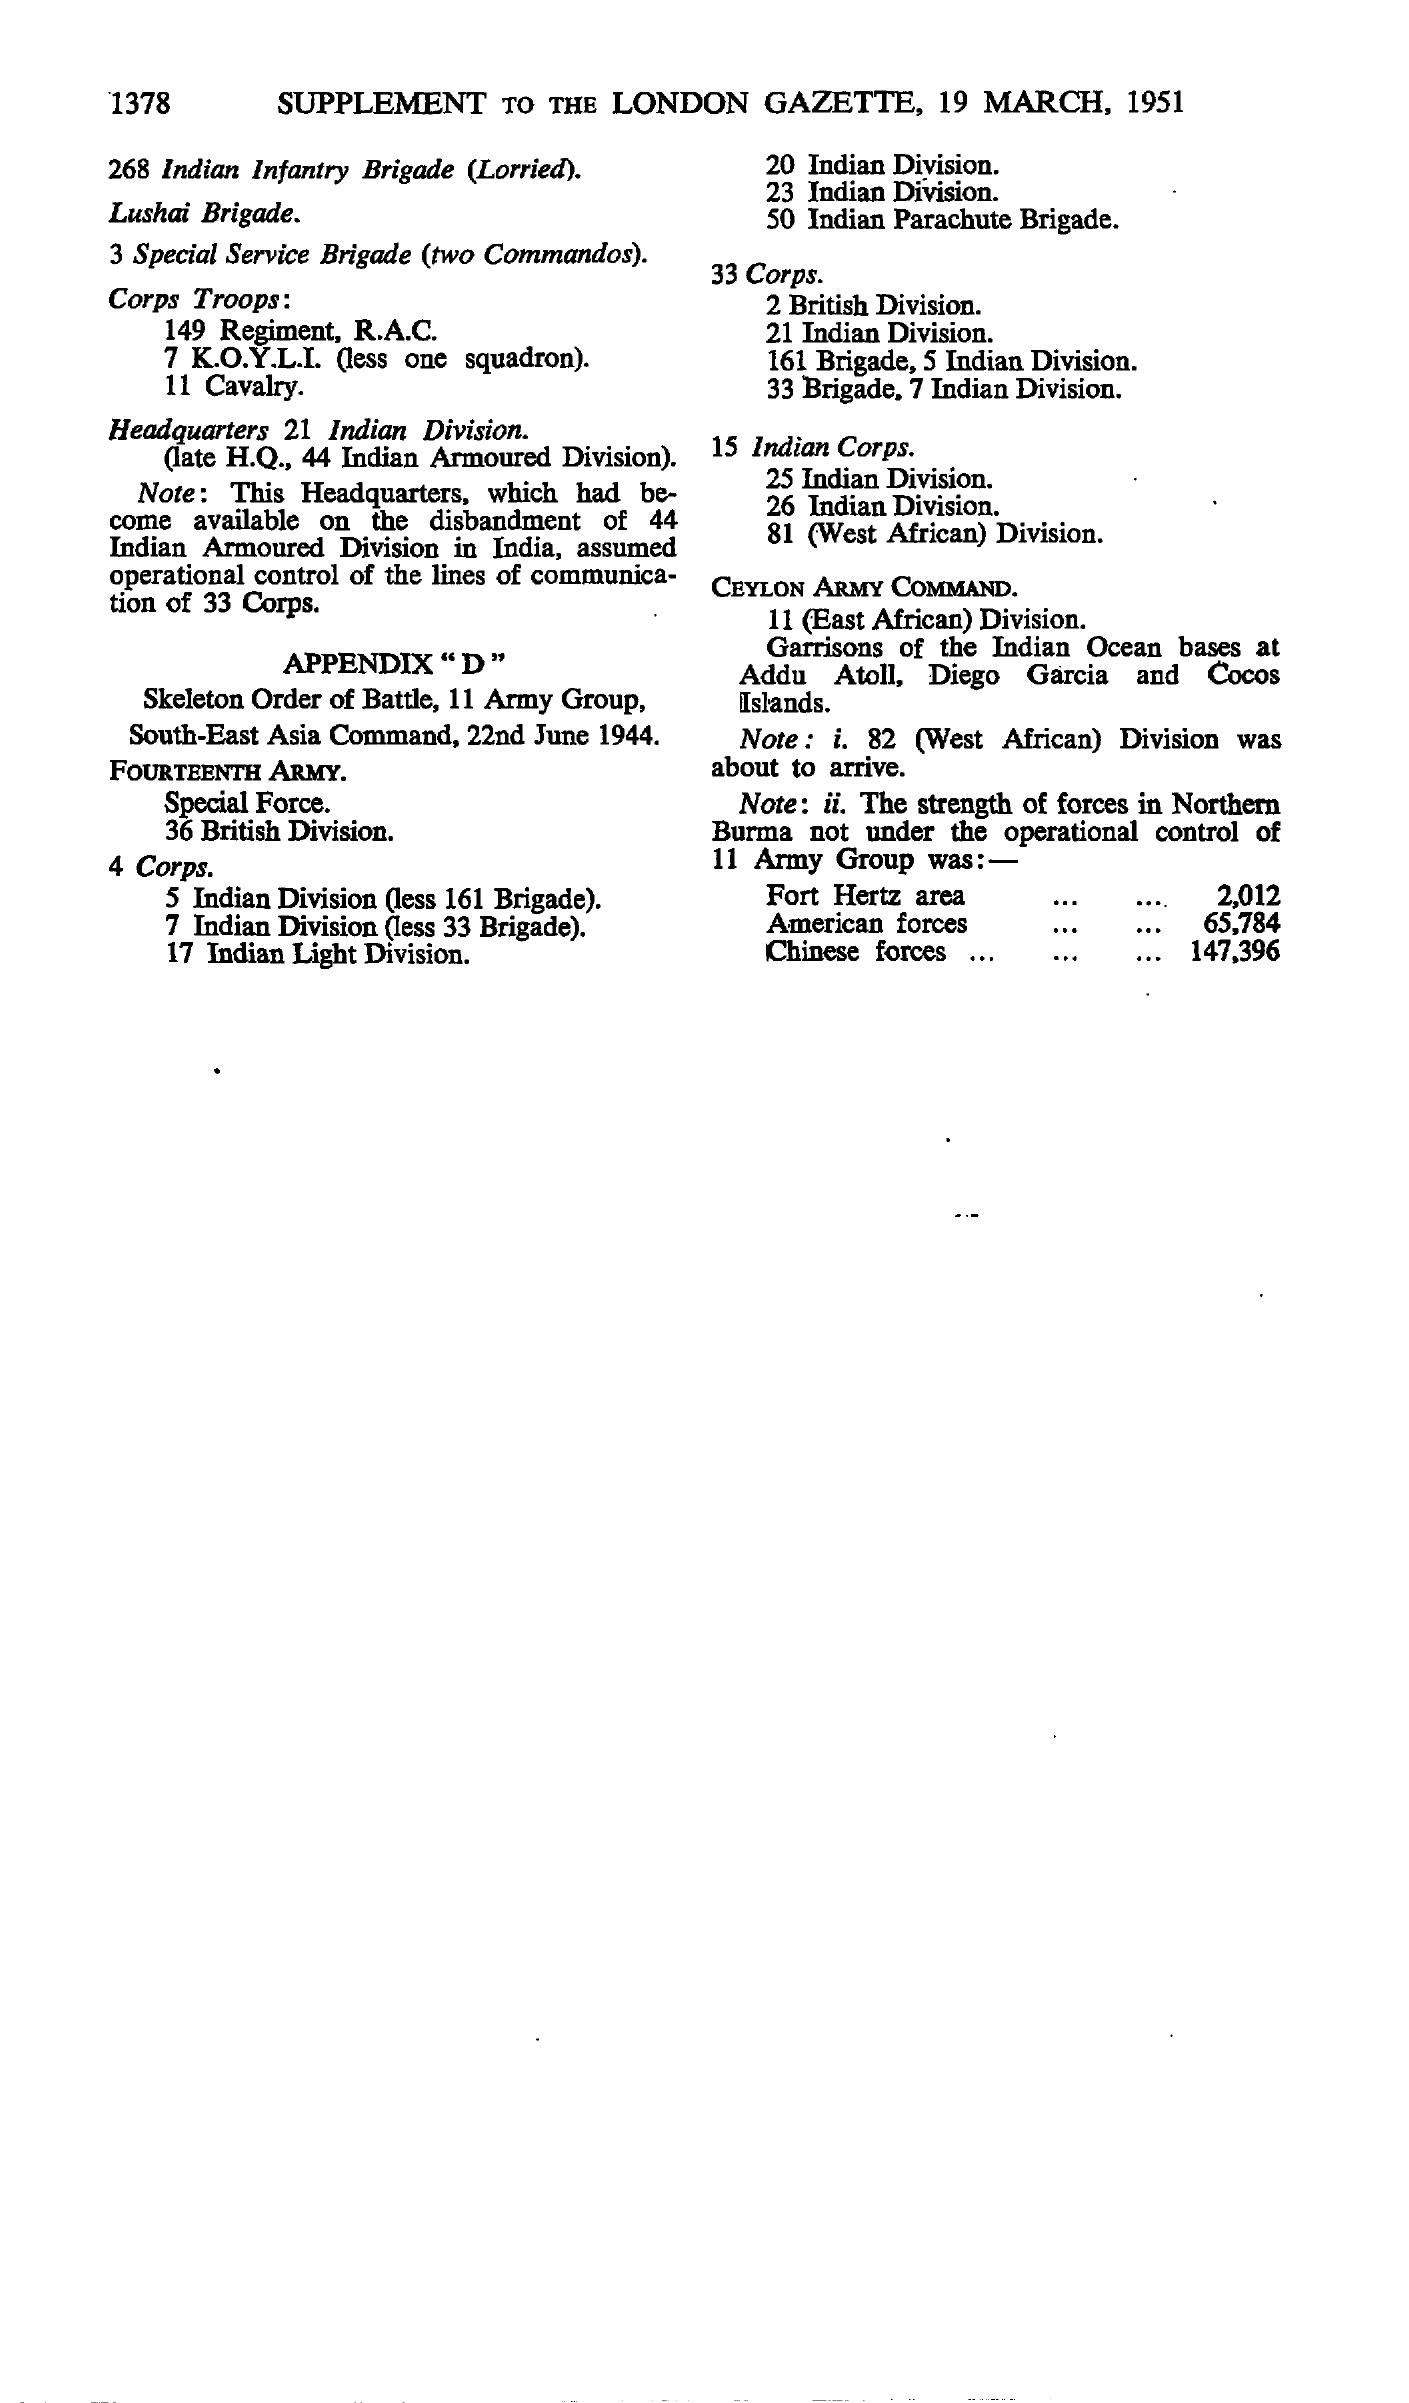 1378 SUPPLEMENT TO THE LONDON GAZETTE, 19 MARCH, 1951
268 Indian Infantry Brigade (Lorried).
Lushai Brigade.
3 Special Service Brigade (two Commandos).
Corps Troops:
149 Regiment, R.A.C.
7 K.O.Y.L.I. (less one squadron).
11 Cavalry.
Headquarters 21 Indian Division.
(late H.Q., 44 Indian Armoured Division).
Note: This Headquarters, which had be-
come available on the disbandment of 44
Indian Armoured Division in India, assumed
operational control of the lines of communica-
tion of 33 Corps.
APPENDIX “ D ”
Skeleton Order of Battle, 11 Army Group,
South-East Asia Command, 22nd June 1944.
FOURTEENTH ARMY.
Special Force.
36 British Division.
4 Corps.
5 Indian Division (less 161 Brigade).
7 Indian Division (less 33 Brigade).
17 Indian Light Division.
20 Indian Division.
23 Indian Division.
50 Indian Parachute Brigade.
33 Corps.
2 British Division.
21 Indian Division.
161 Brigade, 5 Indian Division.
33 Brigade, 7 Indian Division.
15 Indian Corps.
25 Indian Division.
26 Indian Division.
81 (West African) Division.
CEYLON ARMY COMMAND.
11 (East African) Division.
Garrisons of the Indian Ocean bases at
Addu Atoll, Diego Garcia and Cocos
Islands.
Note: i. 82 (West African) Division was
about to arrive.
Note: ii. The strength of forces in Northern
Burma not under the operational control of
11 Army Group was:—
Fort Hertz area ... .... 2,012
American forces ... ... 65,784
Chinese forces ... ... ... 147,396